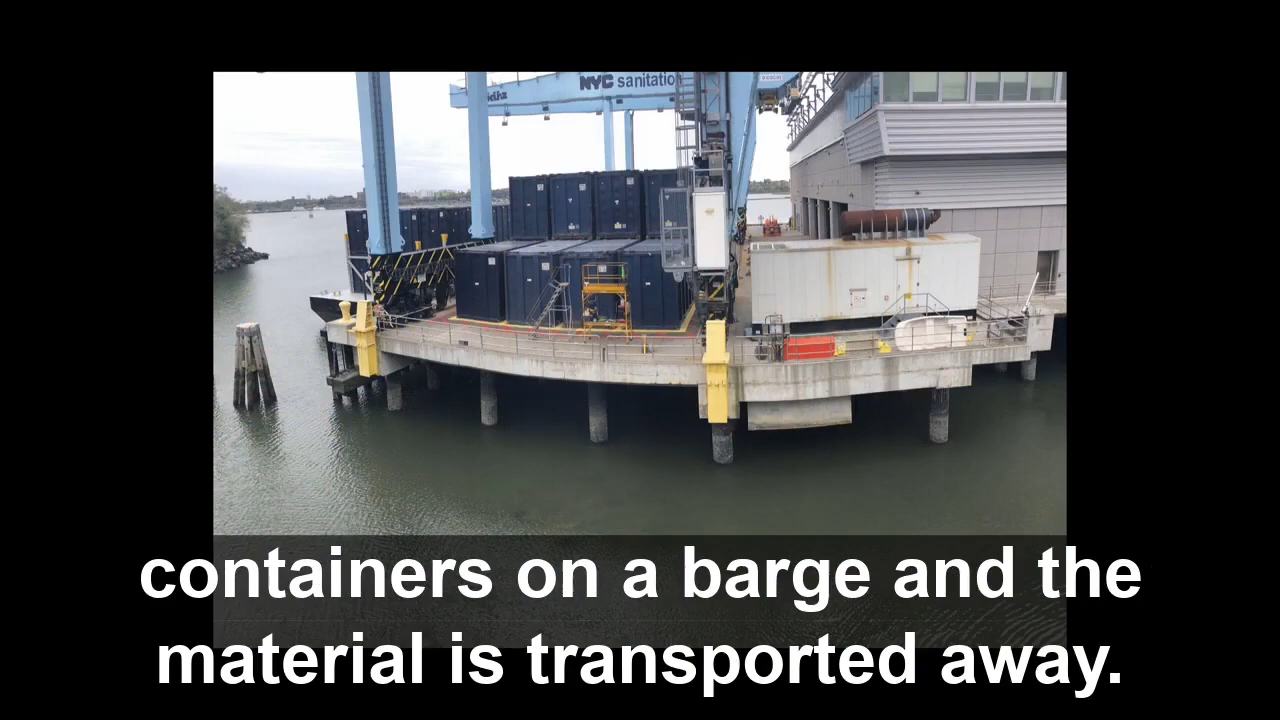 NYC sanitation
containers on a barge and the
material is transported away.